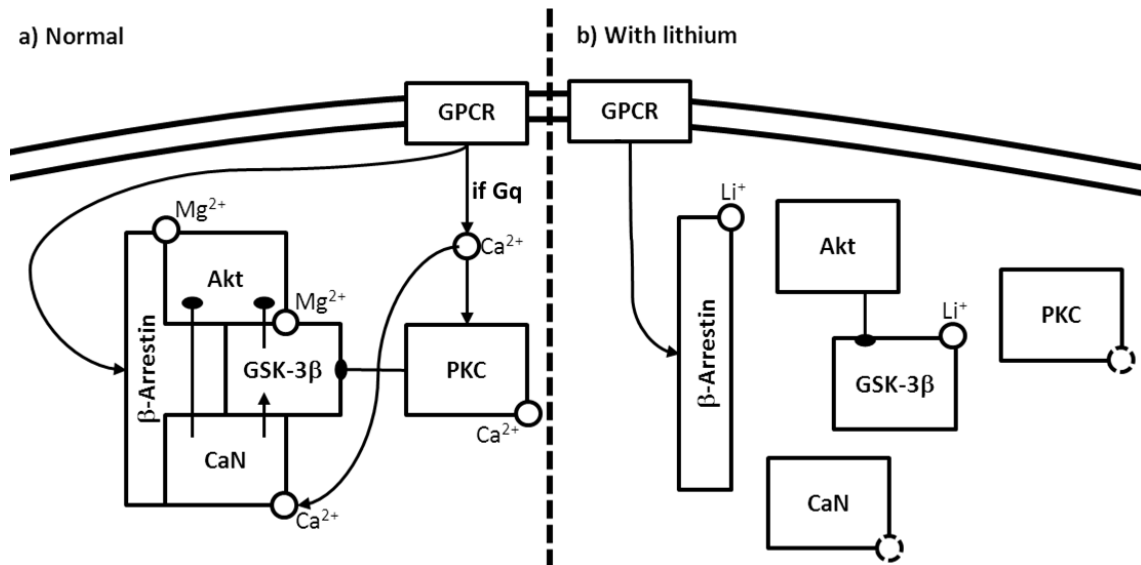 a) Normal
GPCR
if Gq
Ca²⁺
Mg²⁺
Akt
Mg²⁺
β-Arrestin
GSK-3β
PKC
CaN
Ca²⁺
Ca²⁺
b) With lithium
GPCR
Li⁺
Akt
β-Arrestin
Li⁺
GSK-3β
PKC
CaN